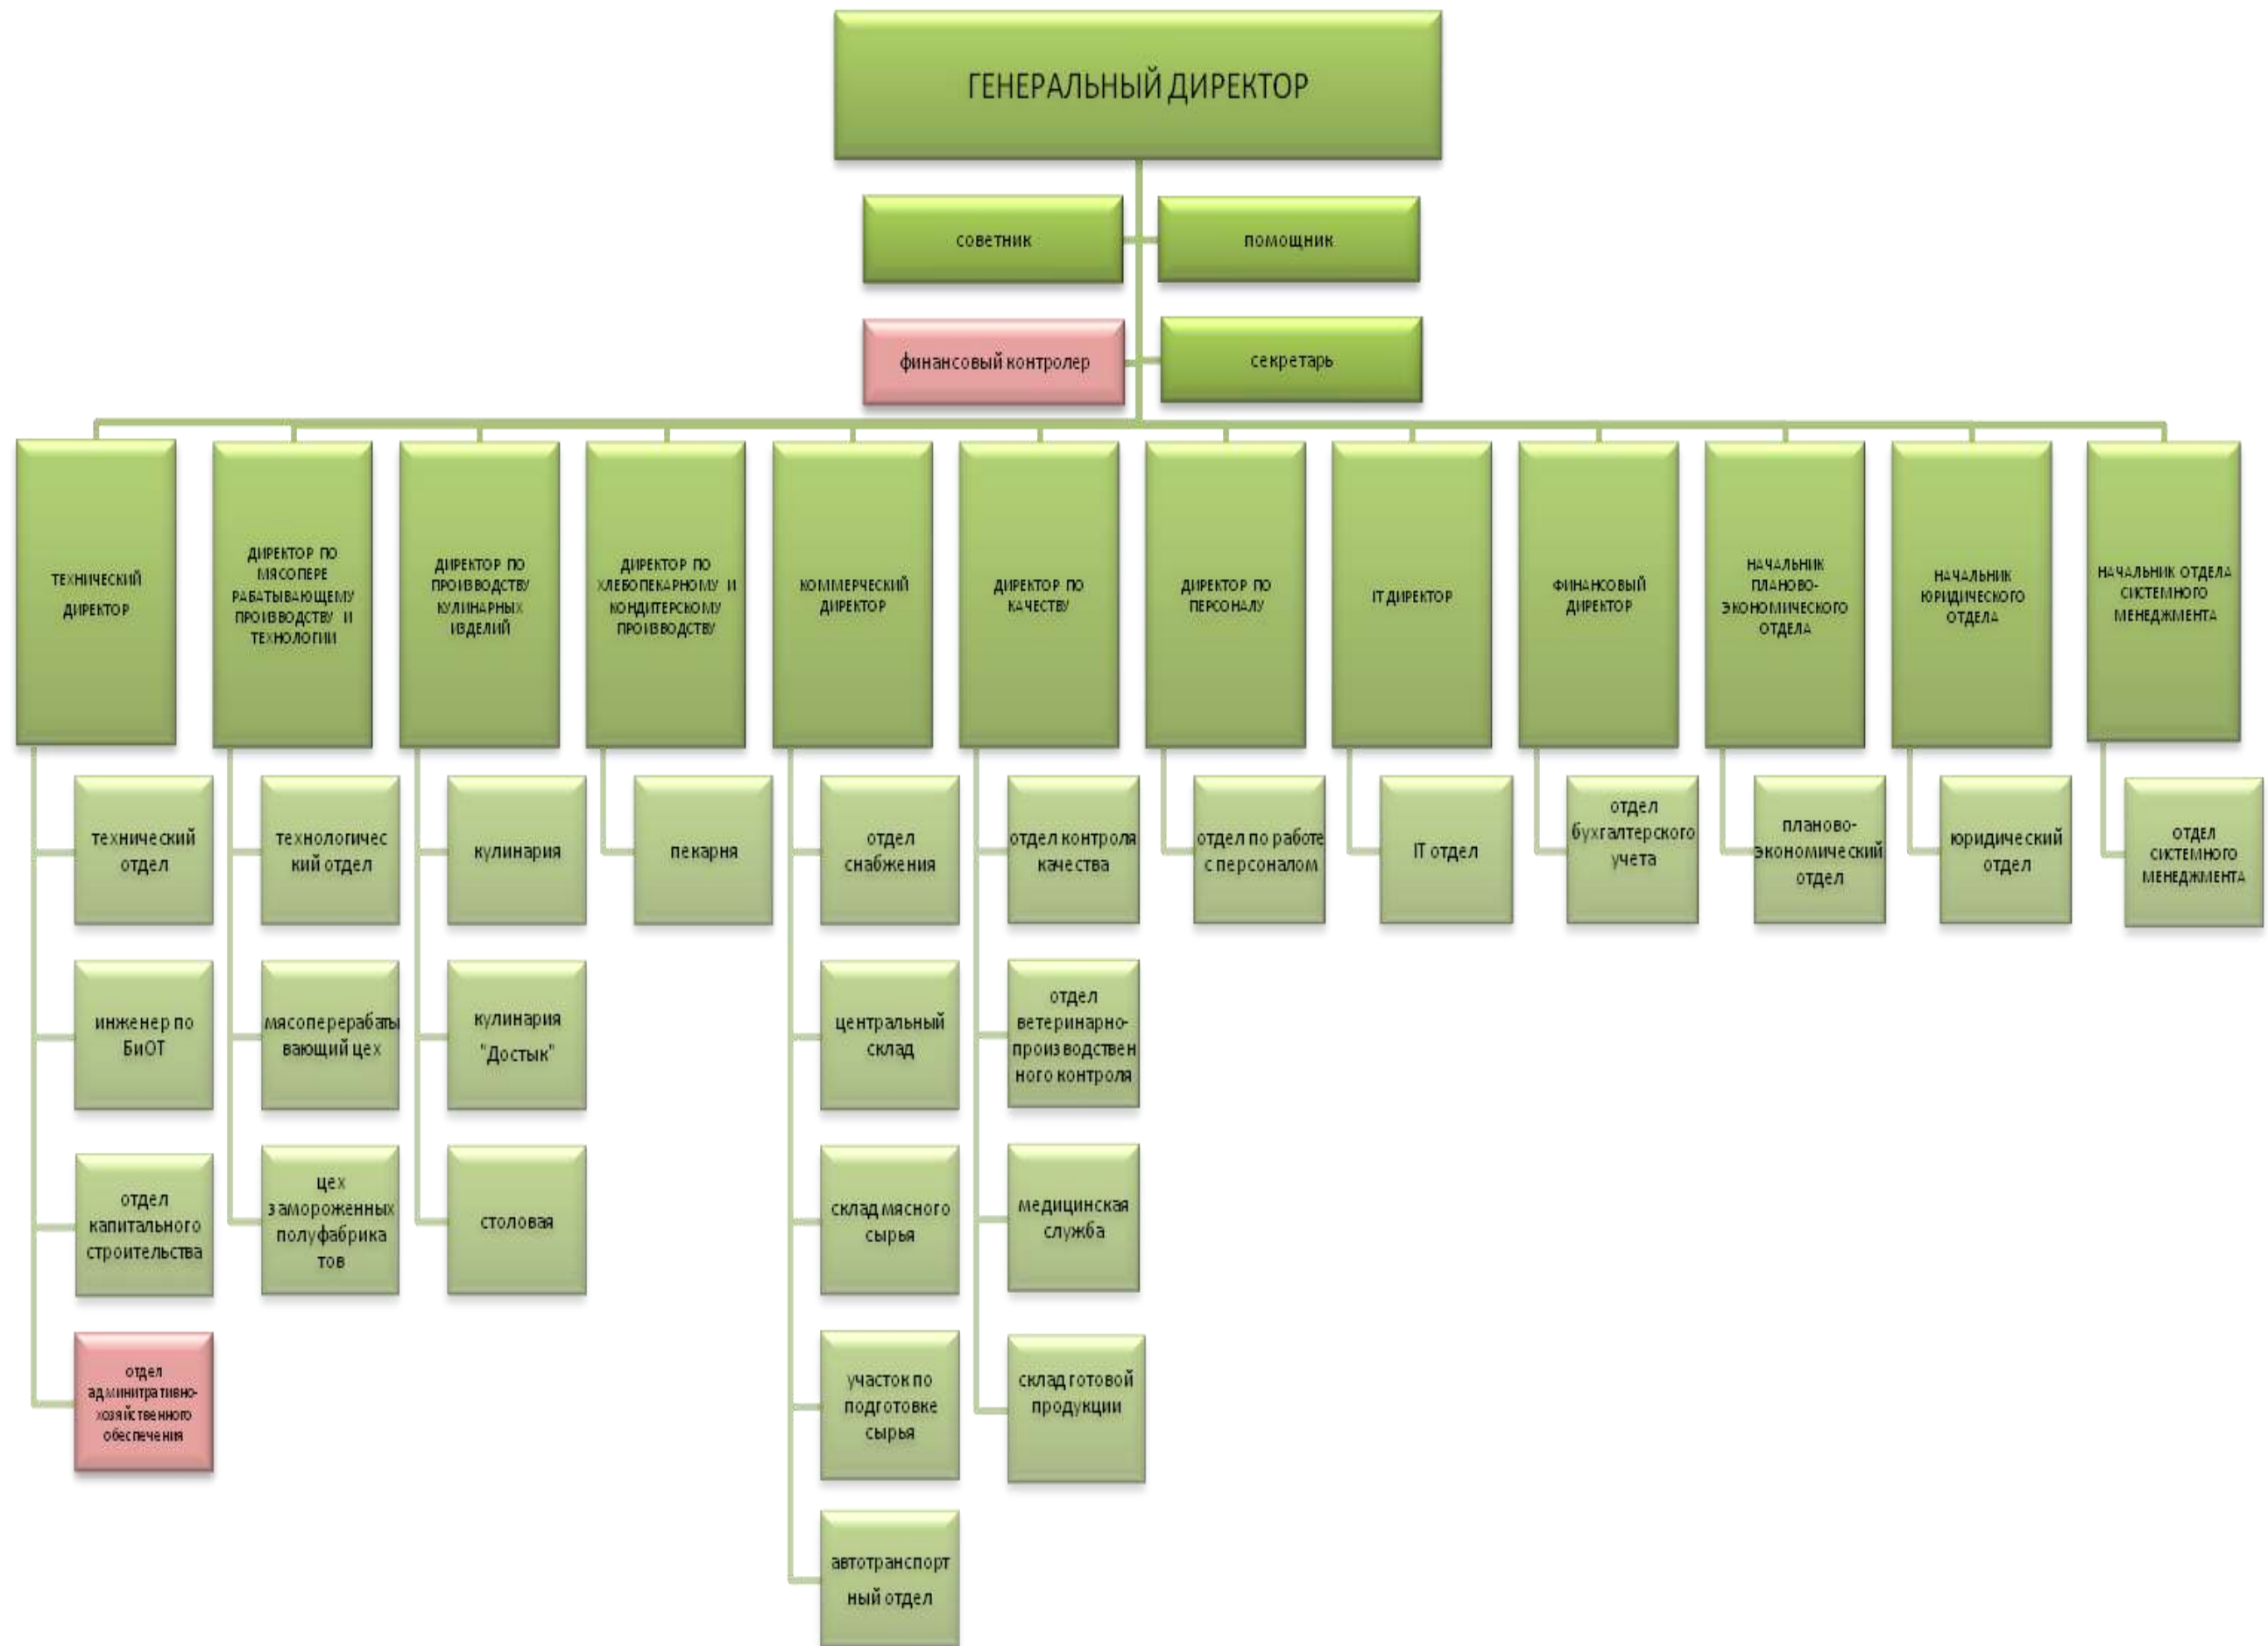 ГЕНЕРАЛЬНЫЙ ДИРЕКТОР
советник
помощник
финансовый контролер
секретарь
ТЕХНИЧЕСКИЙ
ДИРЕКТОР
ДИРЕКТОР ПО
МЯСОПЕРЕ
РАБАТЫВАЮЩЕМУ
ПРОИЗВОДСТВУ И
ТЕХНОЛОГИИ
ДИРЕКТОР ПО
ПРОИЗВОДСТВУ
КУЛИНАРНЫХ
ИЗДЕЛИЙ
ДИРЕКТОР ПО
ХЛЕБОПЕКАРНОМУ И
КОНДИТЕРСКОМУ
ПРОИЗВОДСТВУ
КОММЕРЧЕСКИЙ
ДИРЕКТОР
ДИРЕКТОР ПО
КАЧЕСТВУ
ДИРЕКТОР ПО
ПЕРСОНАЛУ
IT ДИРЕКТОР
ФИНАНСОВЫЙ
ДИРЕКТОР
НАЧАЛЬНИК
ПЛАНОВО-
ЭКОНОМИЧЕСКОГО
ОТДЕЛА
НАЧАЛЬНИК
ЮРИДИЧЕСКОГО
ОТДЕЛА
НАЧАЛЬНИК ОТДЕЛА
СИСТЕМНОГО
МЕНЕДЖМЕНТА
технический
отдел
технологичес
кий отдел
кулинария
пекарня
отдел
снабжения
отдел контроля
качества
отдел по работе
с персоналом
IT отдел
отдел
бухгалтерского
учета
планово-
экономический
отдел
юридический
отдел
ОТДЕЛ
СИСТЕМНОГО
МЕНЕДЖМЕНТА
инженер по
БиОТ
мясоперерабаты
вающий цех
кулинария
"Достык"
центральный
склад
отдел
ветеринарно-
производствен
ного контроля
отдел
капитального
строительства
цех
замороженных
полуфабрика
тов
столовая
склад мясного
сырья
медицинская
служба
отдел
админитративно-
хозяйственного
обеспечения
участок по
подготовке
сырья
склад готовой
продукции
автотранспорт
ный отдел